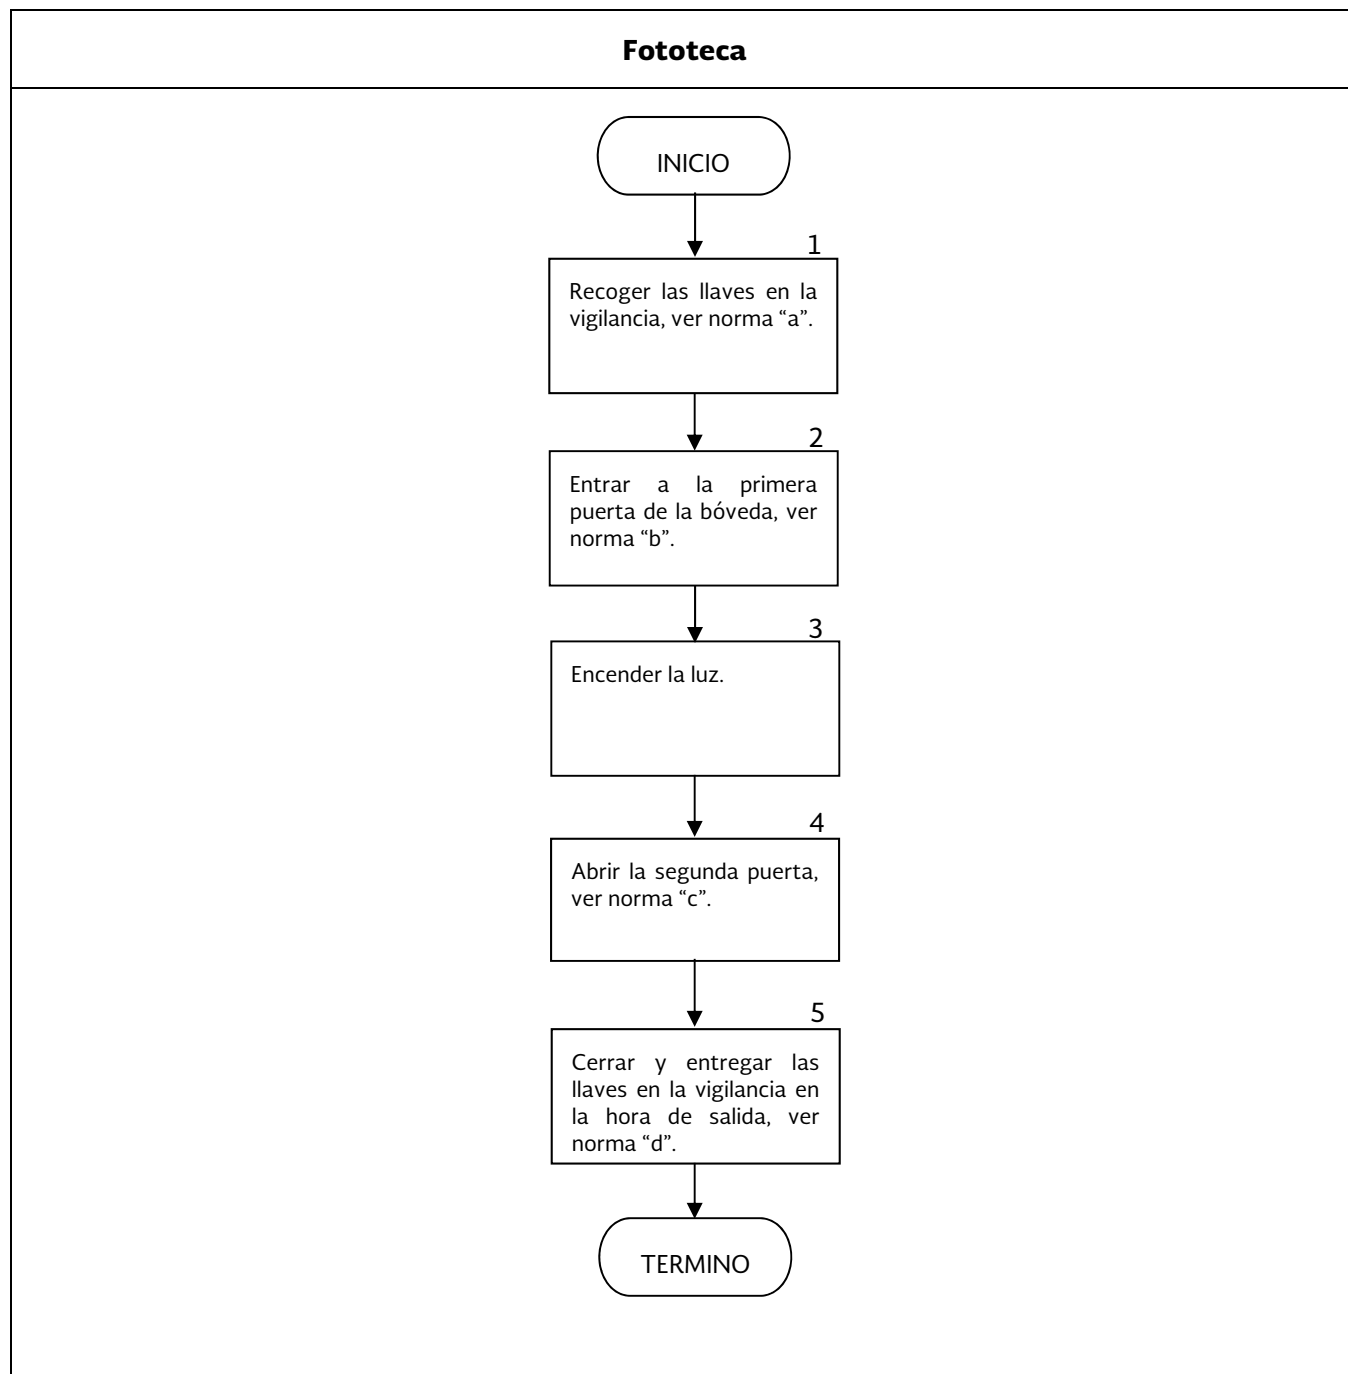 Fototeca
INICIO
1
Recoger las llaves en la
vigilancia, ver norma “a”.
2
Entrar a la primera
puerta de la bóveda, ver
norma “b”.
3
Encender la luz.
4
Abrir la segunda puerta,
ver norma “c”.
5
Cerrar y entregar las
llaves en la vigilancia en
la hora de salida, ver
norma “d”.
TERMINO